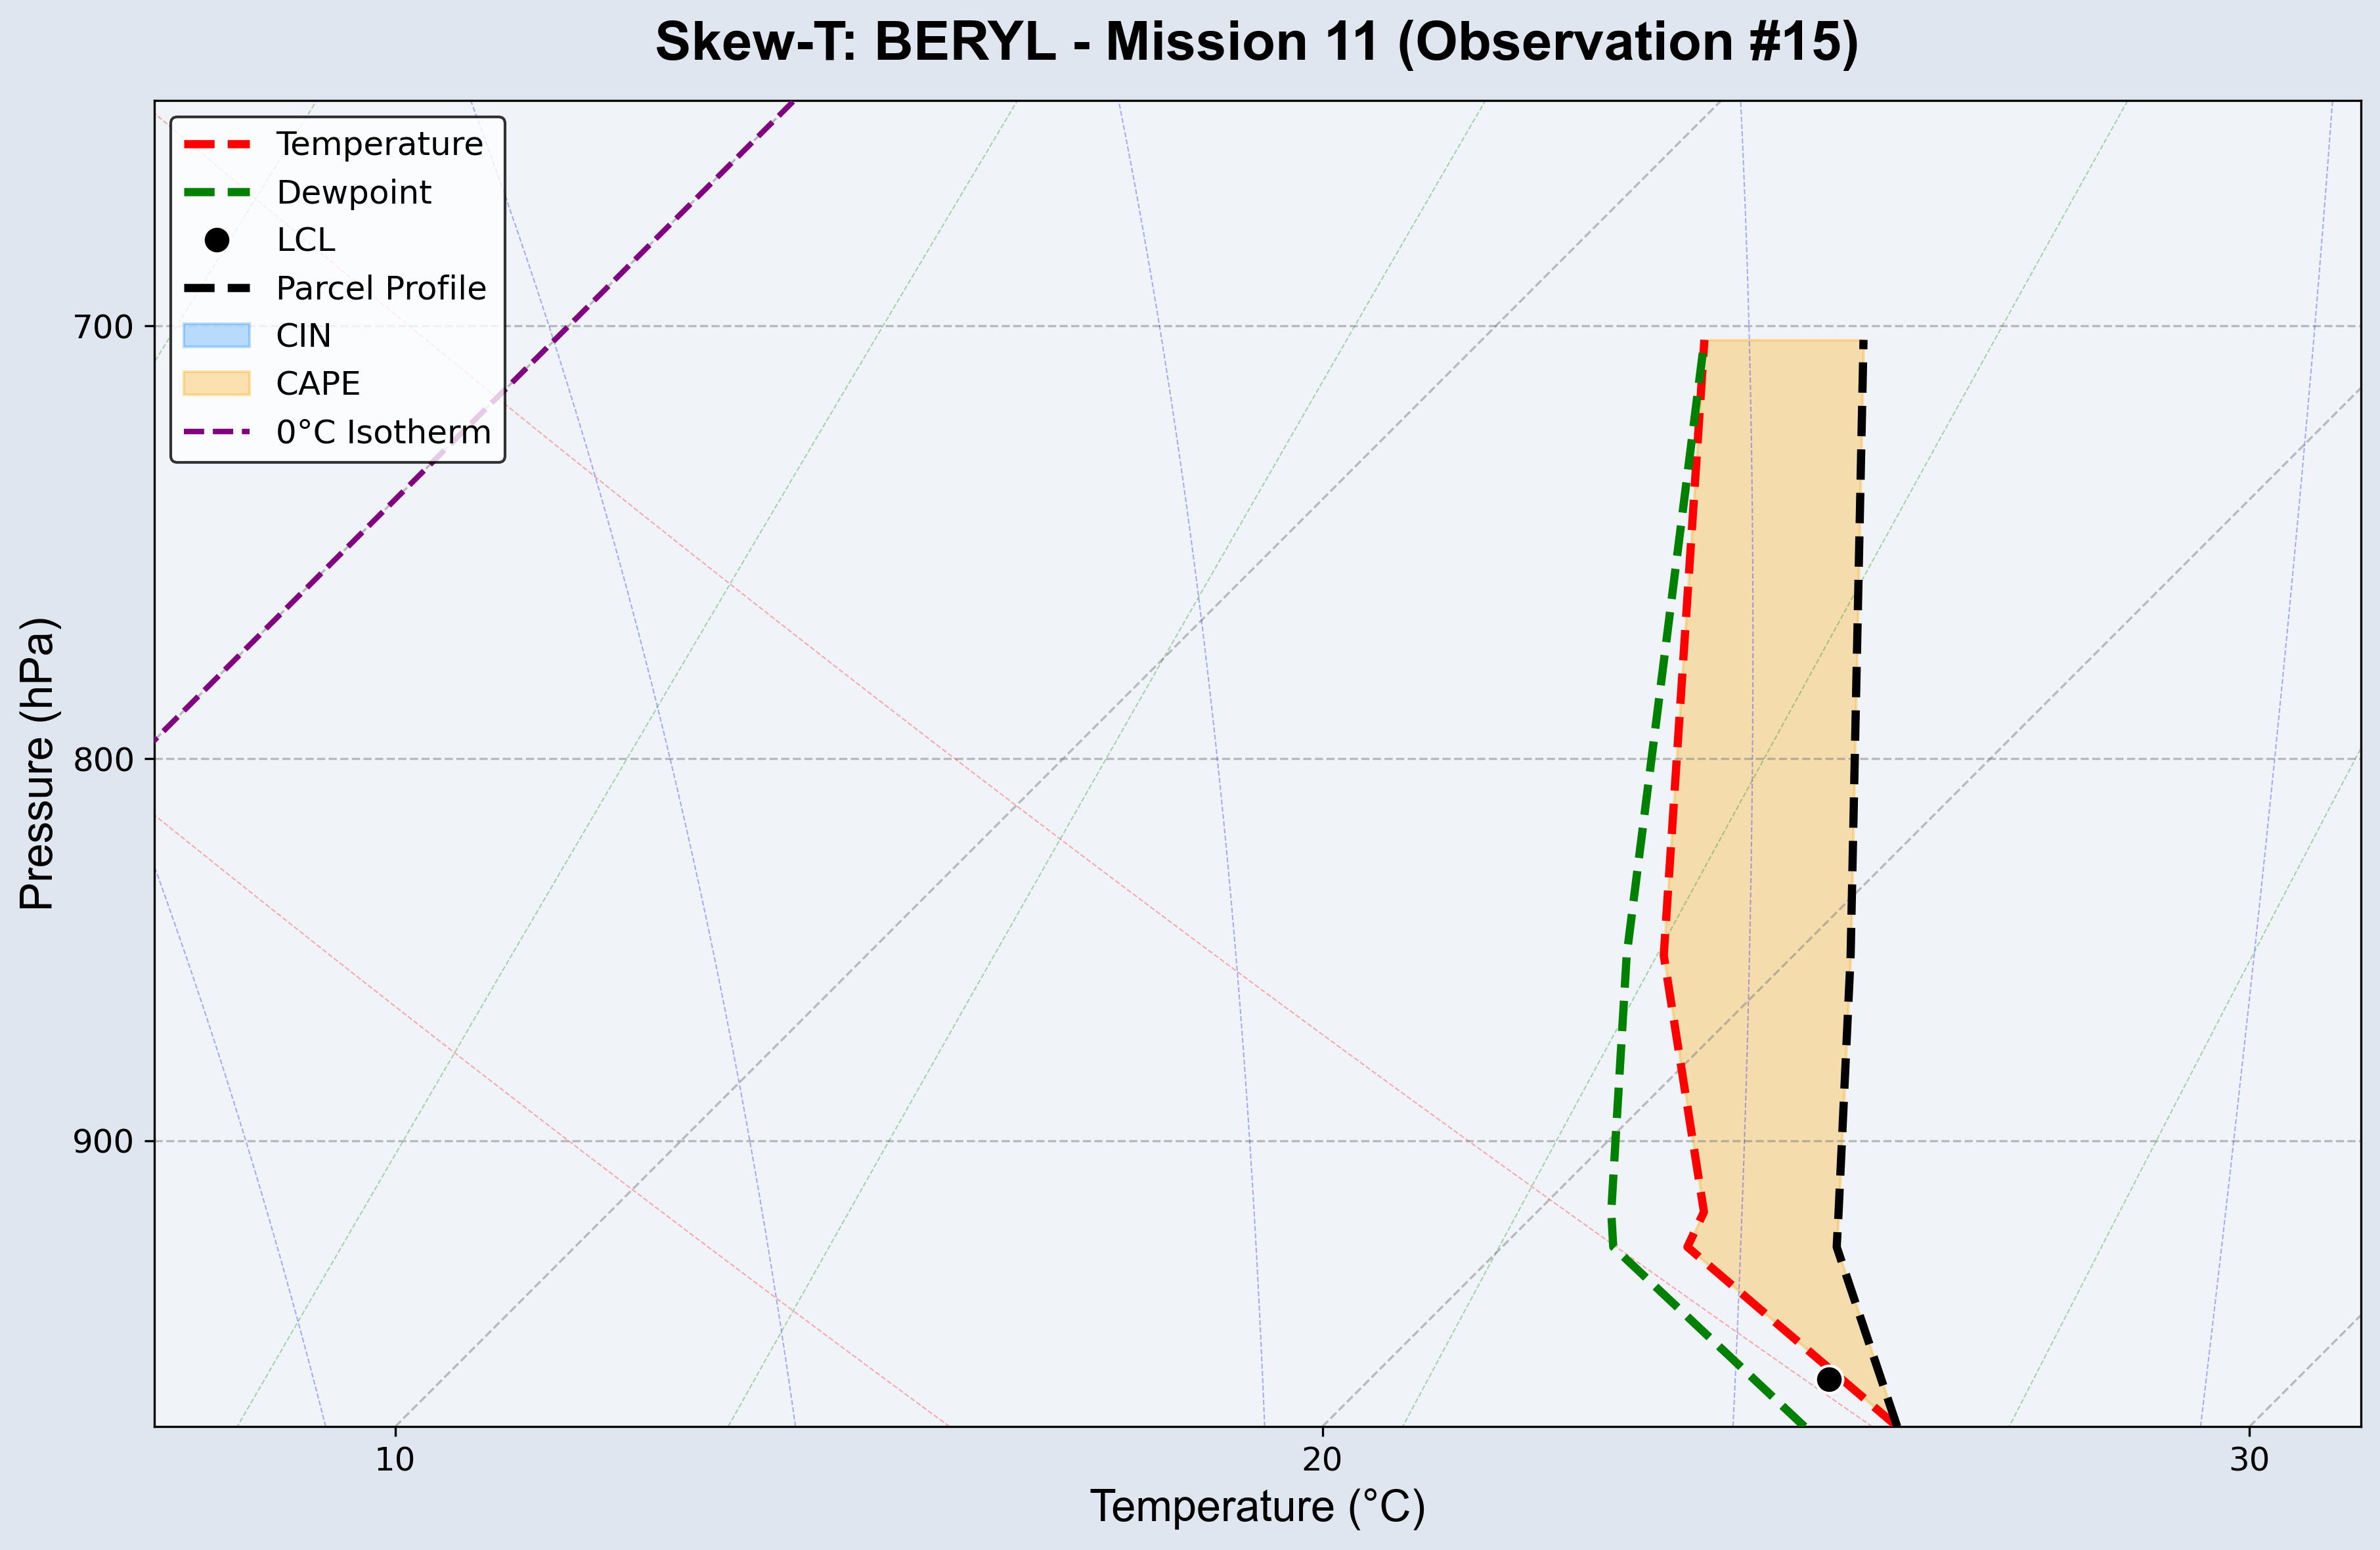 Skew-T: BERYL - Mission 11 (Observation #15)
Temperature
Dewpoint
LCL
Parcel Profile
CIN
CAPE
0°C Isotherm
700
800
900
Pressure (hPa)
10
20
30
Temperature (°C)